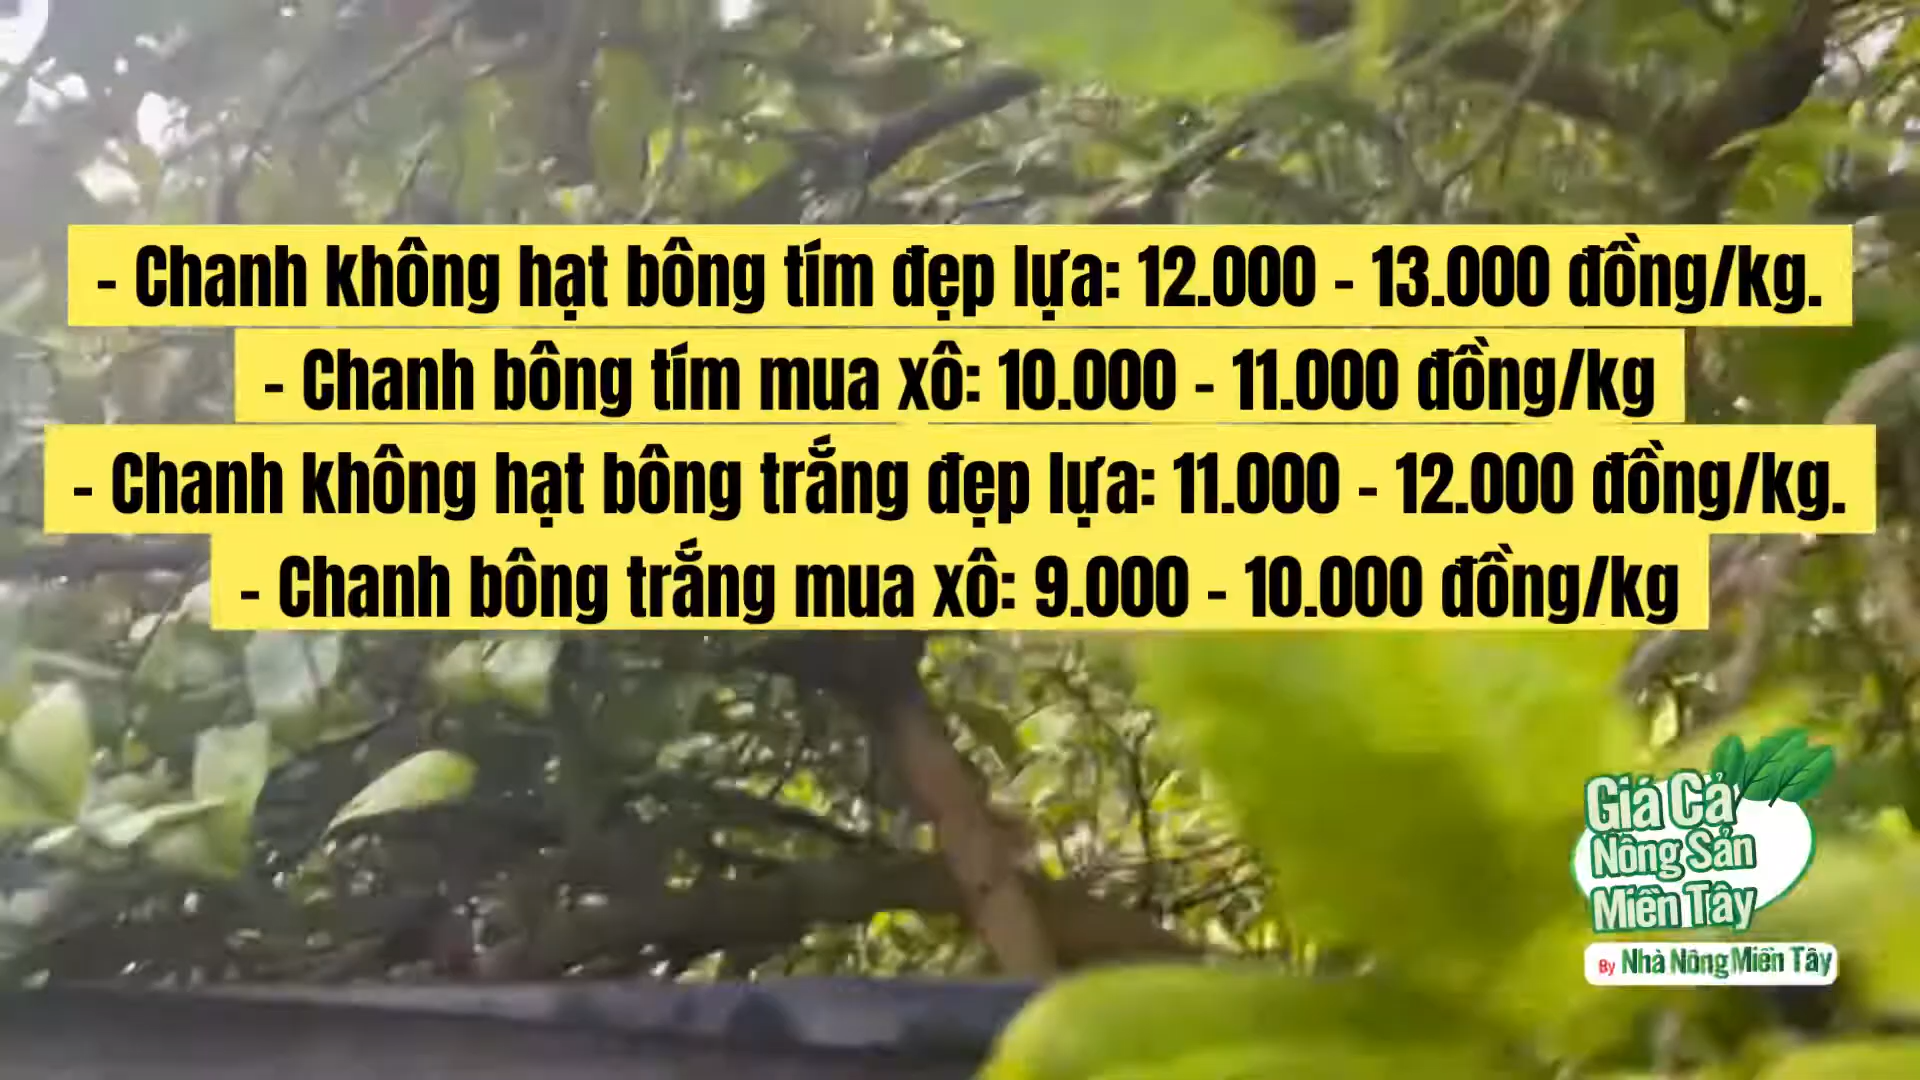 - Chanh không hạt bông tím đẹp lựa: 12.000 - 13.000 đồng/kg.
- Chanh bông tím mua xô: 10.000 - 11.000 đồng/kg
- Chanh không hạt bông trắng đẹp lựa: 11.000 - 12.000 đồng/kg.
- Chanh bông trắng mua xô: 9.000 - 10.000 đồng/kg
Giá Cả
Nông Sản
Miền Tây
By Nhà Nông Miền Tây